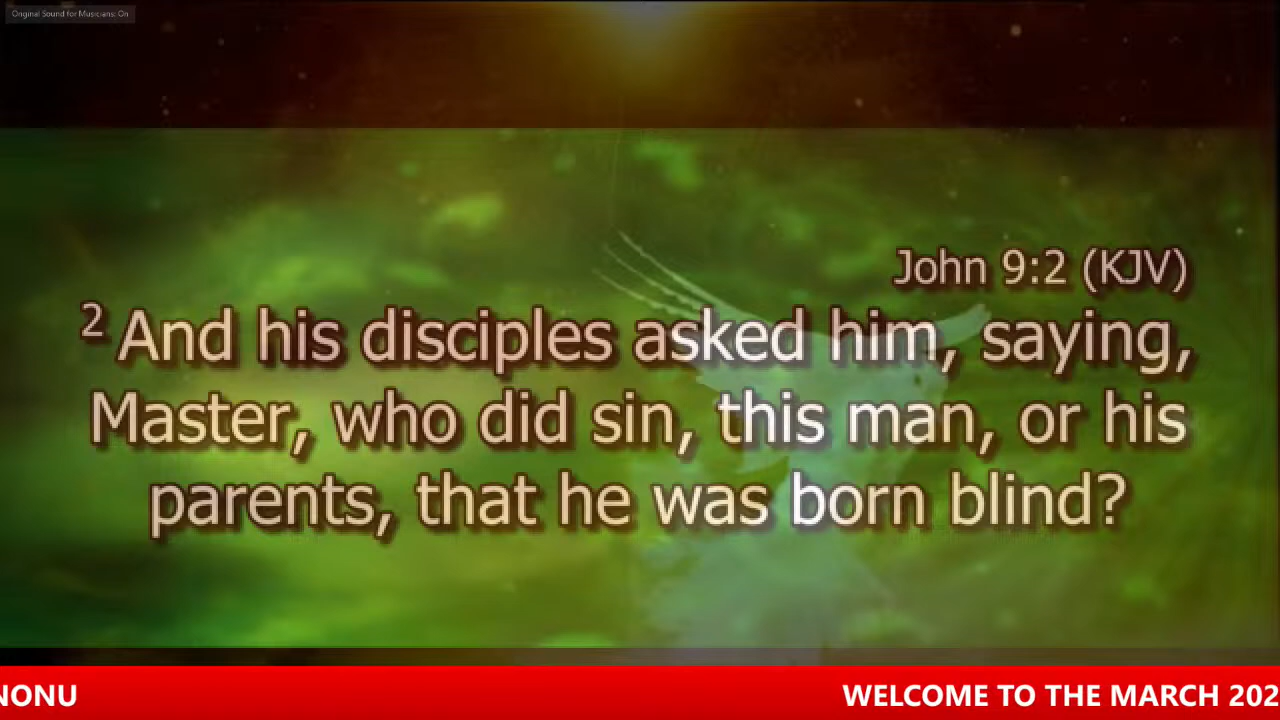 Original Sound for Musicians: On
John 9:2 (KJV)
2 And his disciples asked him, saying,
Master, who did sin, this man, or his
parents, that he was born blind?
NONU WELCOME TO THE MARCH 202